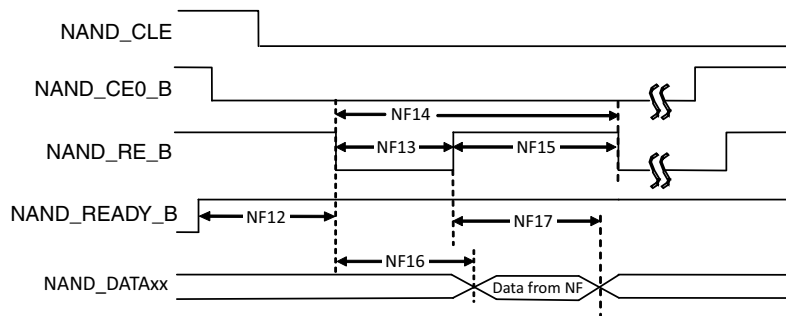 NAND_CLE
NAND_CE0_B
NF14
NAND_RE_B
NF13
NF15
NAND_READY_B
NF12
NF17
NF16
NAND_DATAxx
Data from NF